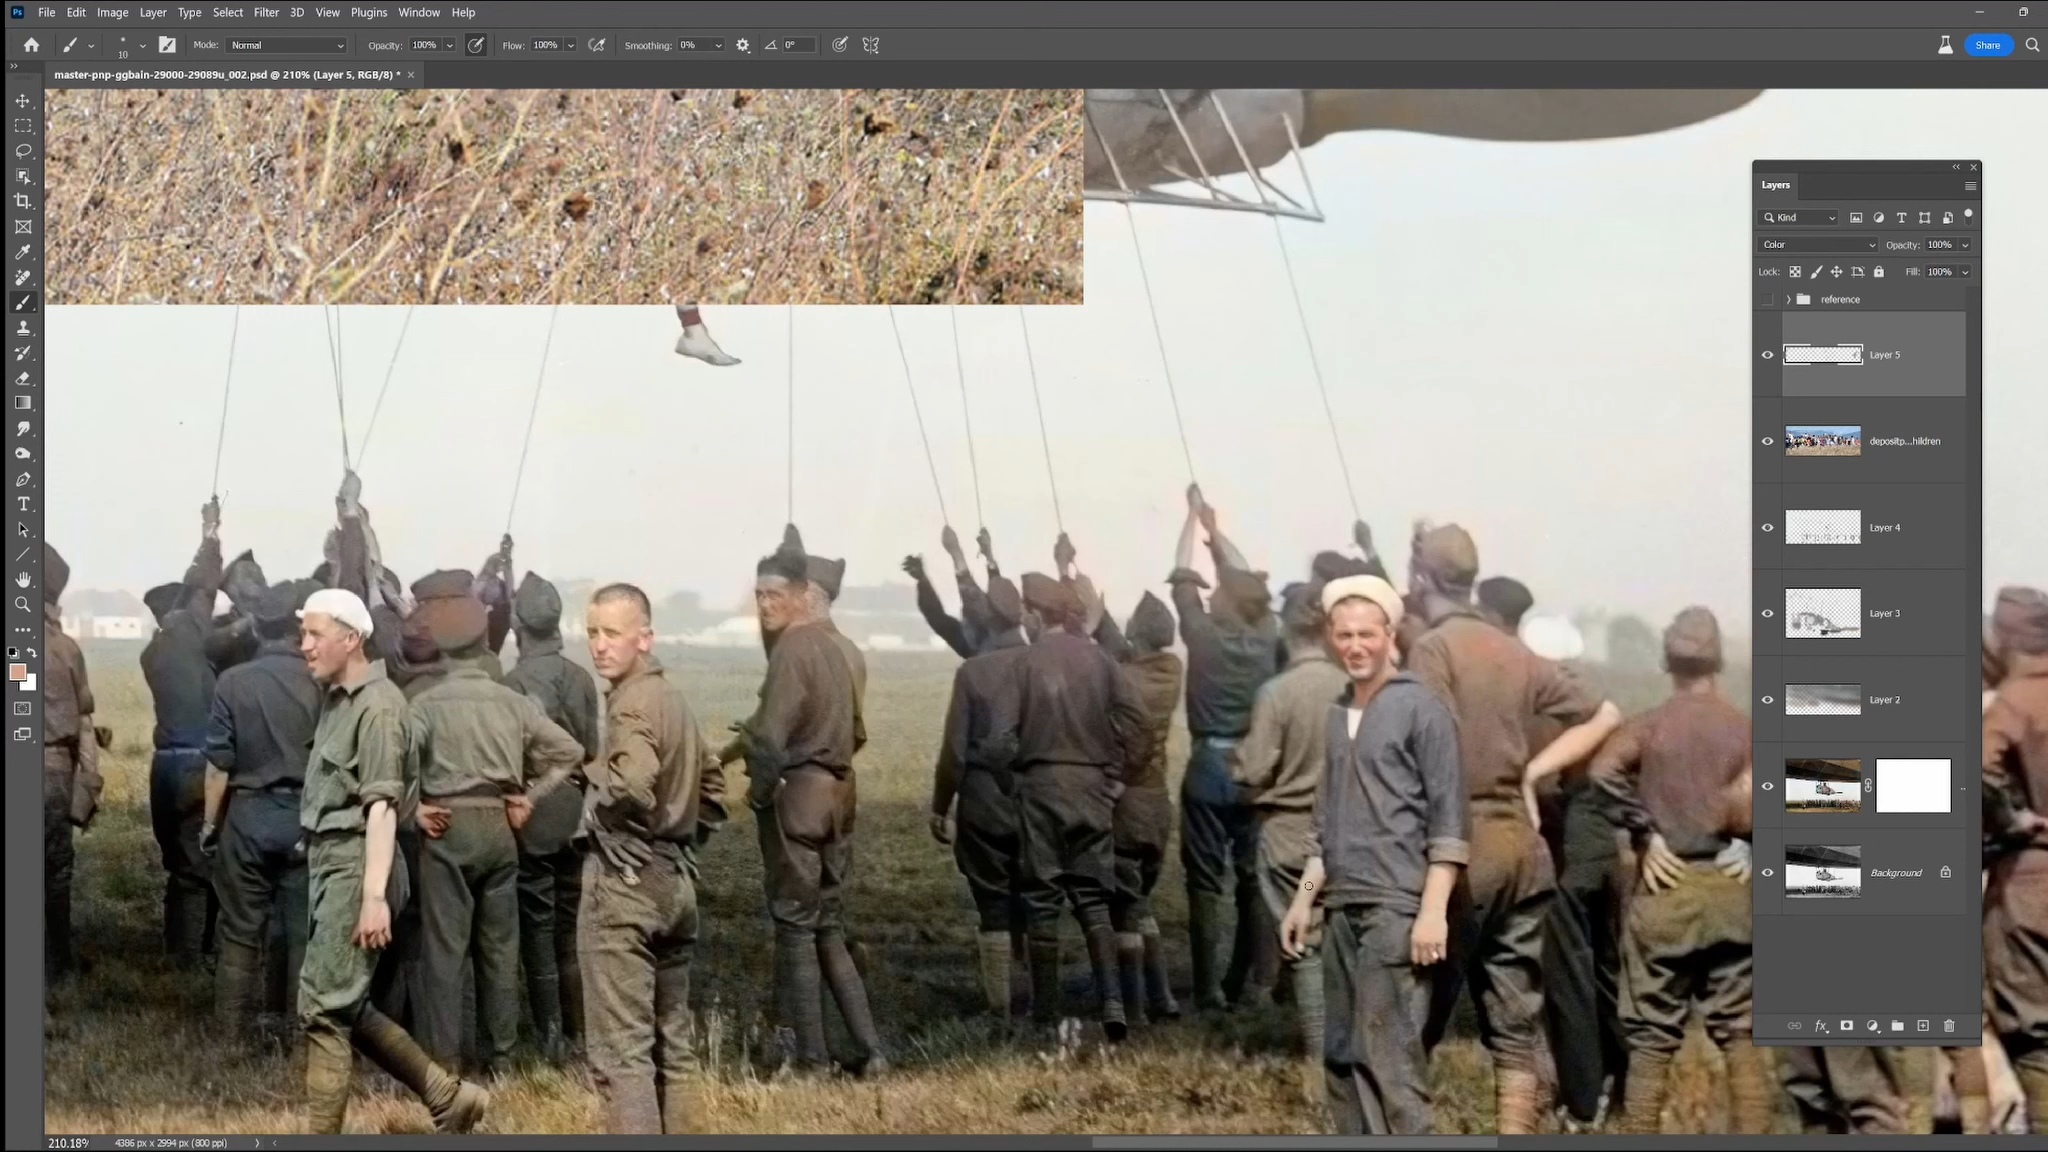 Ps File Edit Image Layer Type Select Filter 3D View Plugins Window Help
10 Mode: Normal Opacity: 100% Flow: 100% Smoothing: 0% 0° Share
master-pnp-ggbain-29000-29089u_002.psd @ 210% (Layer 5, RGB/8) *
Layers
Kind
Color Opacity: 100%
Lock: Fill: 100%
reference
Layer 5
depositp...hildren
Layer 4
Layer 3
Layer 2
Background
fx
210.18% 4386 px x 2994 px (800 ppi)